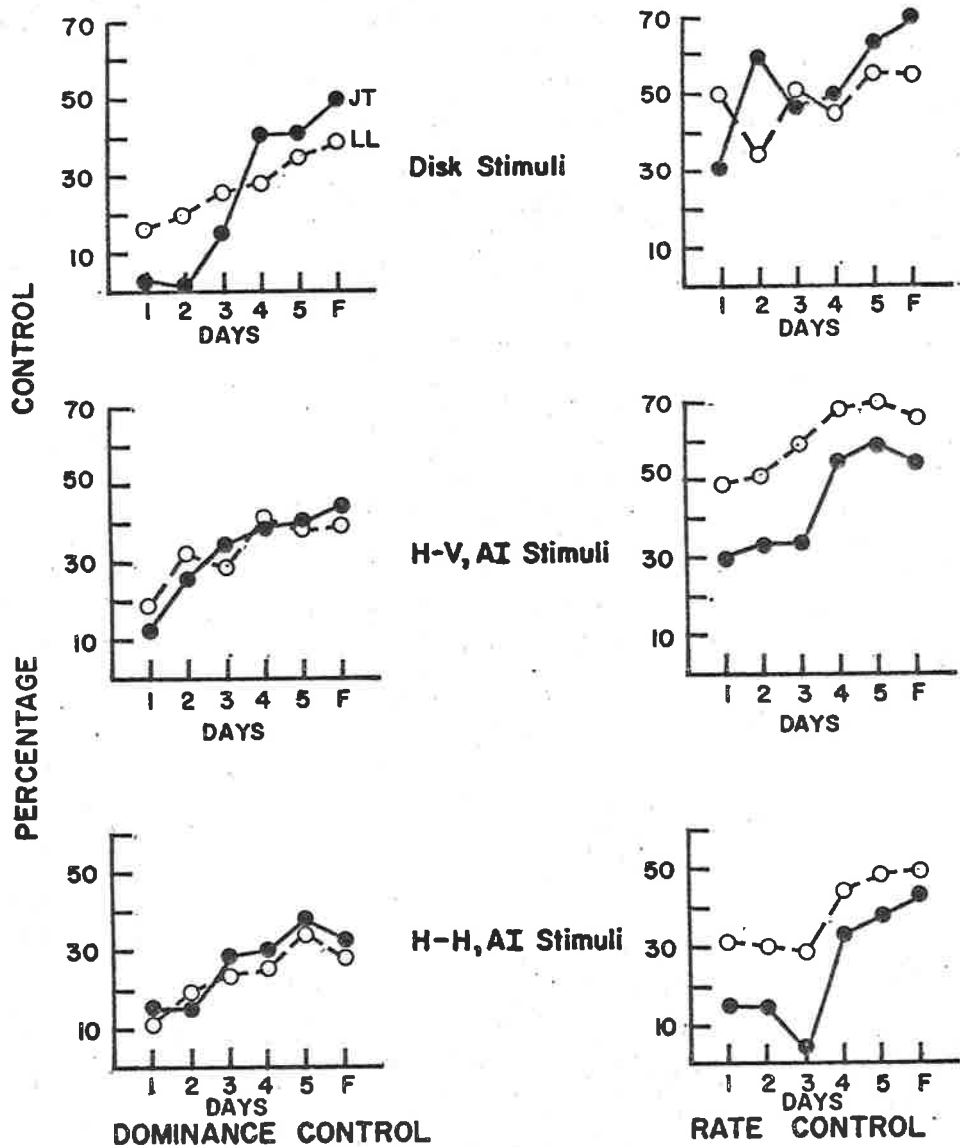 70
50
30
10
JT
LL
1 2 3 4 5 F
DAYS
Disk Stimuli
70
50
30
10
1 2 3 4 5 F
DAYS
CONTROL
70
50
30
10
1 2 3 4 5 F
DAYS
H-V, AI Stimuli
70
50
30
10
1 2 3 4 5 F
DAYS
PERCENTAGE
50
30
10
1 2 3 4 5 F
DAYS
DOMINANCE CONTROL
H-H, AI Stimuli
50
30
10
1 2 3 4 5 F
DAYS
RATE CONTROL